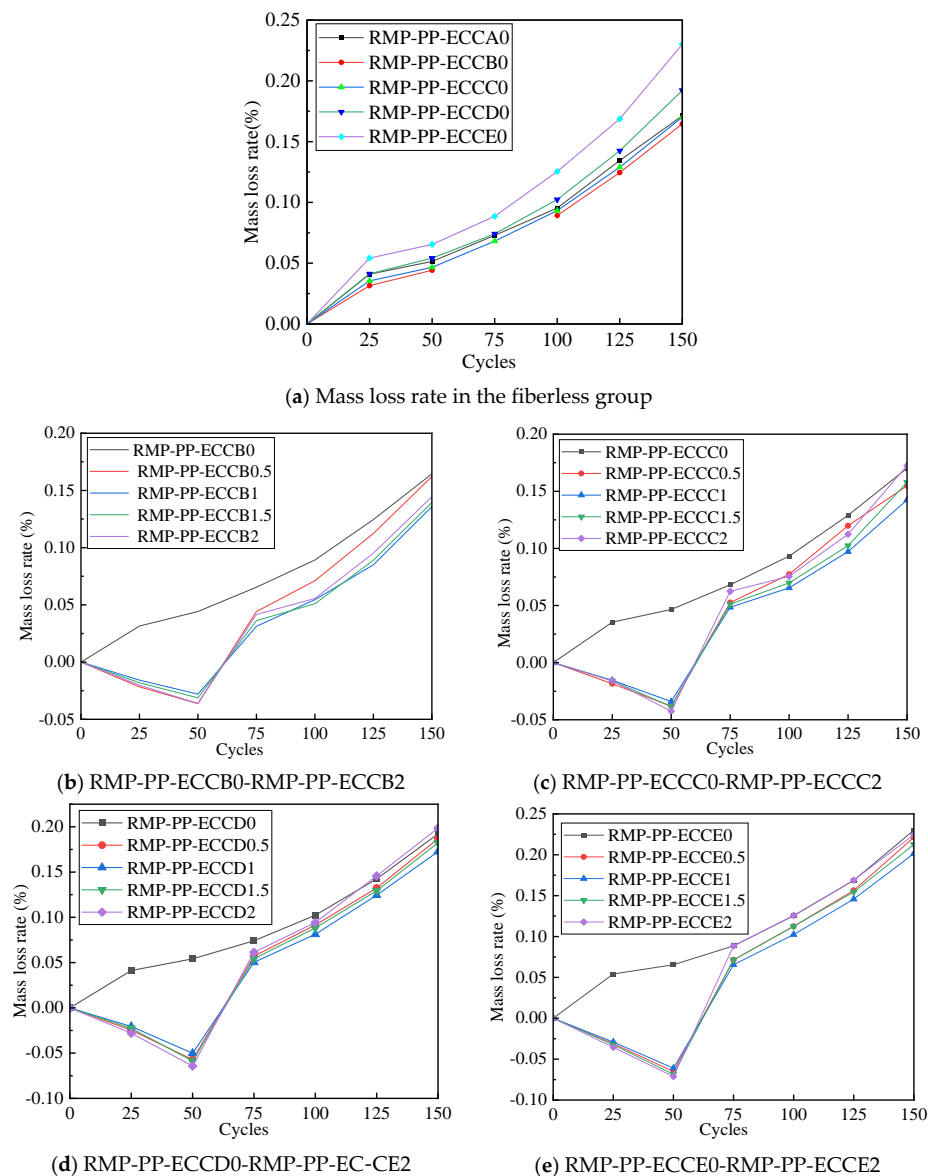 0.25
0.20
0.15
0.10
0.05
0.00
Mass loss rate(%)
RMP-PP-ECCA0
RMP-PP-ECCB0
RMP-PP-ECCC0
RMP-PP-ECCD0
RMP-PP-ECCE0
0 25 50 75 100 125 150
Cycles
(a) Mass loss rate in the fiberless group
0.20
0.15
0.10
0.05
0.00
-0.05
Mass loss rate (%)
RMP-PP-ECCB0
RMP-PP-ECCB0.5
RMP-PP-ECCB1
RMP-PP-ECCB1.5
RMP-PP-ECCB2
0 25 50 75 100 125 150
Cycles
(b) RMP-PP-ECCB0-RMP-PP-ECCB2
0.20
0.15
0.10
0.05
0.00
-0.05
Mass loss rate (%)
RMP-PP-ECCC0
RMP-PP-ECCC0.5
RMP-PP-ECCC1
RMP-PP-ECCC1.5
RMP-PP-ECCC2
0 25 50 75 100 125 150
Cycles
(c) RMP-PP-ECCC0-RMP-PP-ECCC2
0.20
0.15
0.10
0.05
0.00
-0.05
-0.10
Mass loss rate (%)
RMP-PP-ECCD0
RMP-PP-ECCD0.5
RMP-PP-ECCD1
RMP-PP-ECCD1.5
RMP-PP-ECCD2
0 25 50 75 100 125 150
Cycles
(d) RMP-PP-ECCD0-RMP-PP-EC-CE2
0.25
0.20
0.15
0.10
0.05
0.00
-0.05
-0.10
Mass loss rate (%)
RMP-PP-ECCE0
RMP-PP-ECCE0.5
RMP-PP-ECCE1
RMP-PP-ECCE1.5
RMP-PP-ECCE2
0 25 50 75 100 125 150
Cycles
(e) RMP-PP-ECCE0-RMP-PP-ECCE2